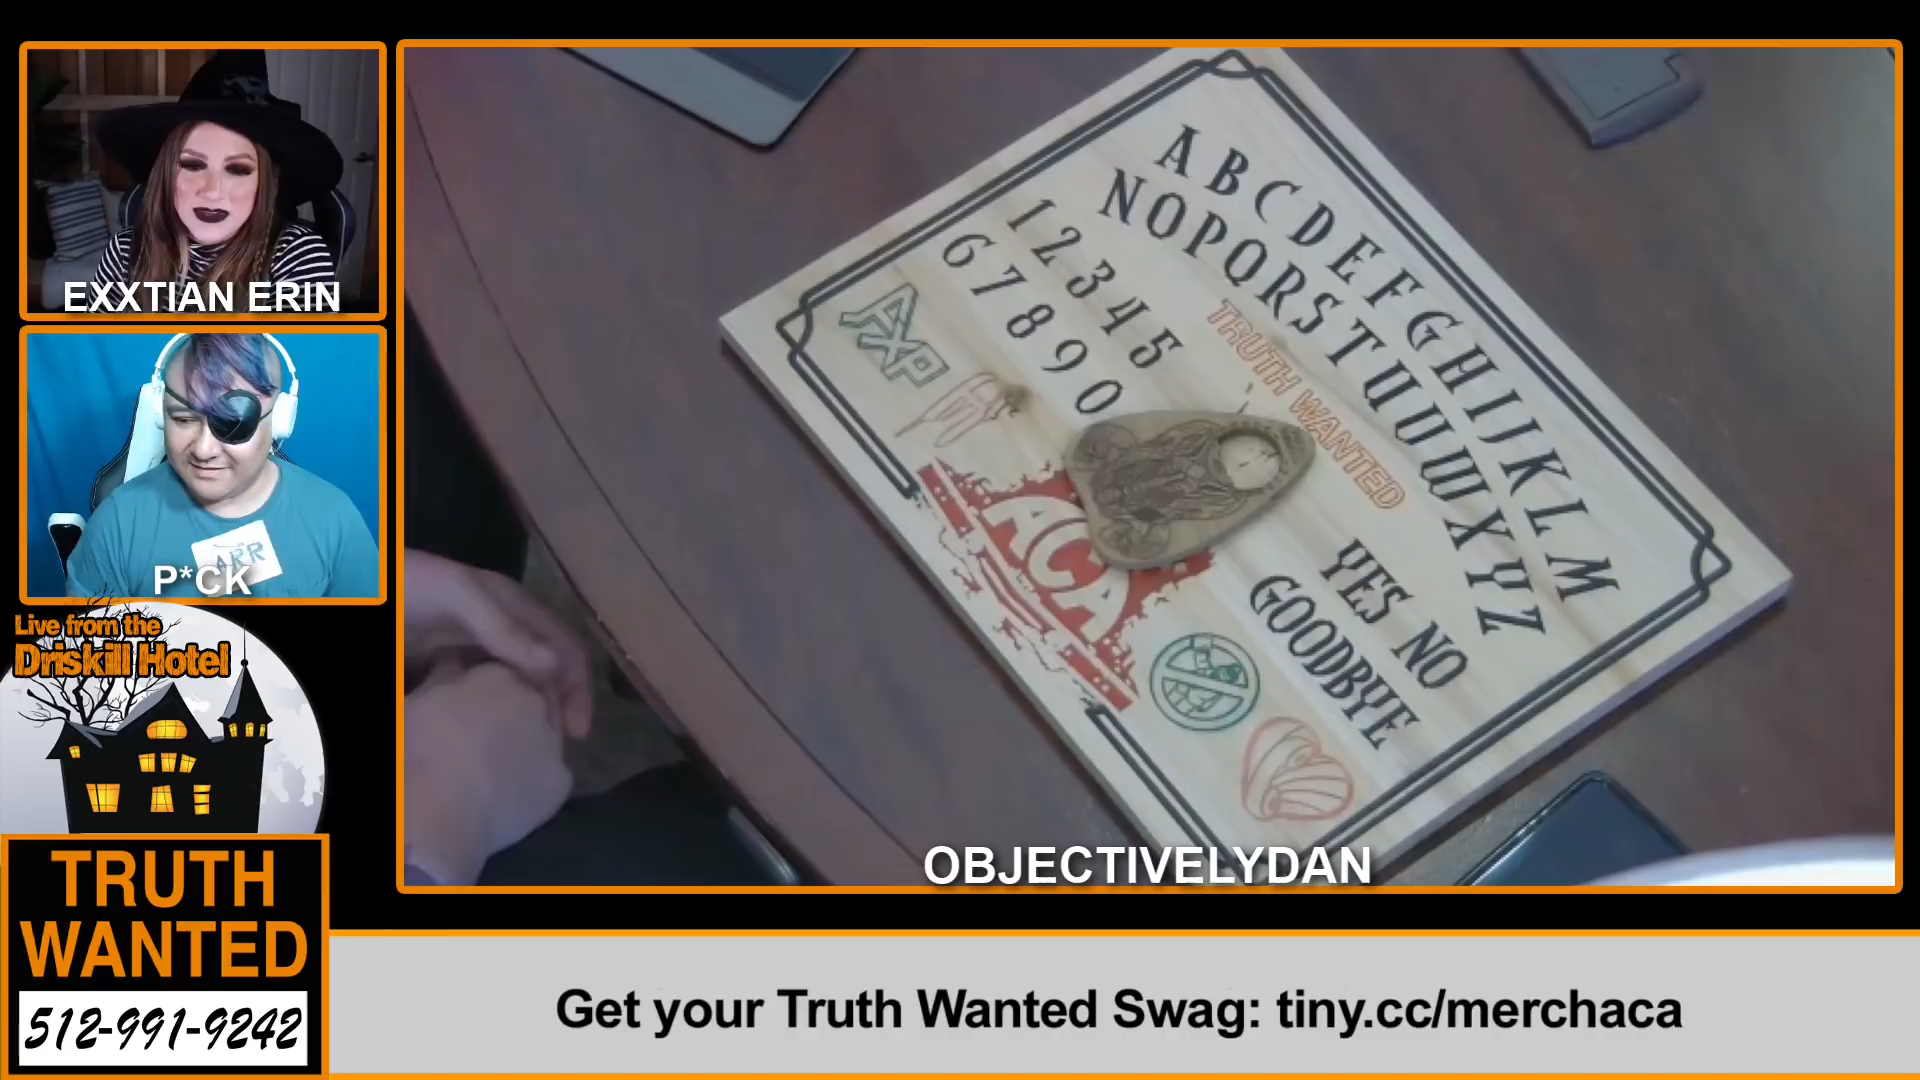 EXXTIAN ERIN
ARR
P*CK
Live from the
Driskill Hotel
TRUTH
WANTED
512-991-9242
A B C D E F G H I J K L M
N O P Q R S T U V W X Y Z
1 2 3 4 5
6 7 8 9 0
TRUTH WANTED
AXP
ACA
YES NO
GOODBYE
OBJECTIVELYDAN
Get your Truth Wanted Swag: tiny.cc/merchaca